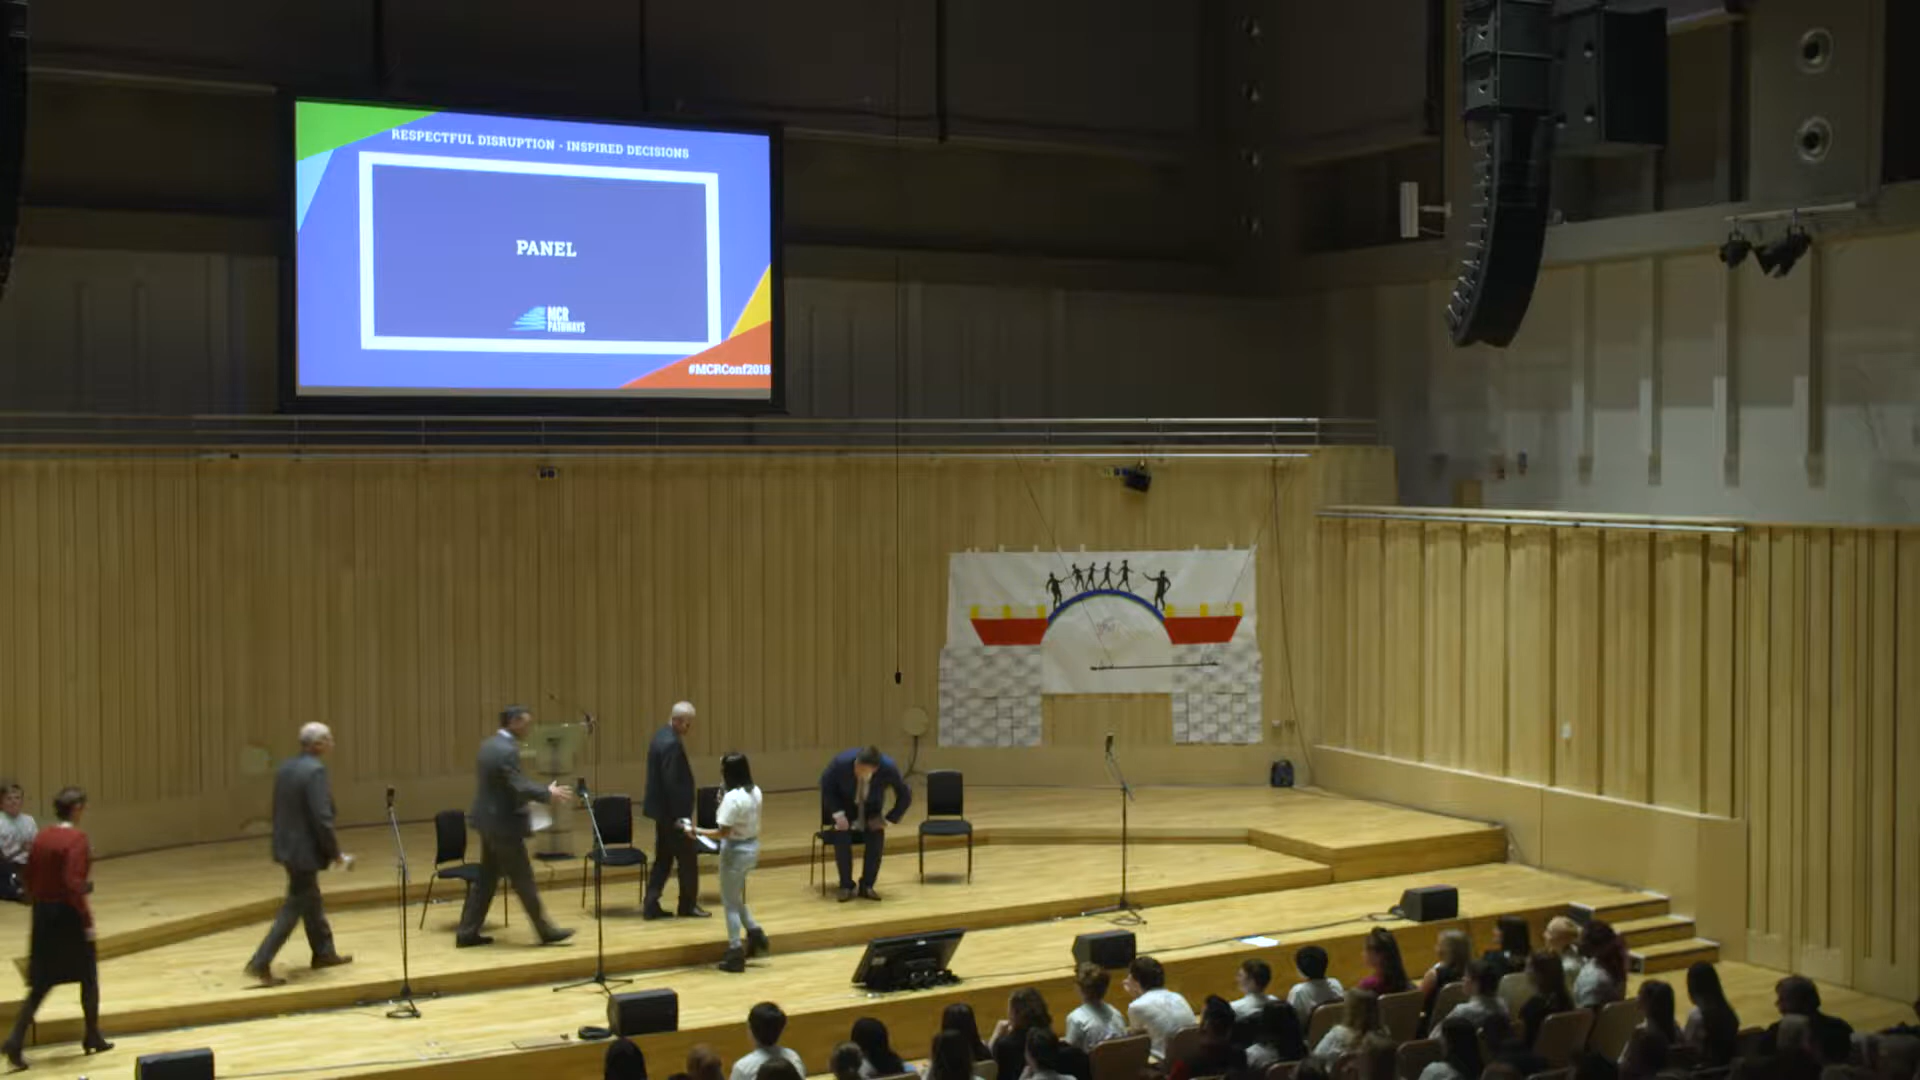 RESPECTFUL DISRUPTION - INSPIRED DECISIONS
PANEL
MCR
PATHWAYS
#MCRConf2018